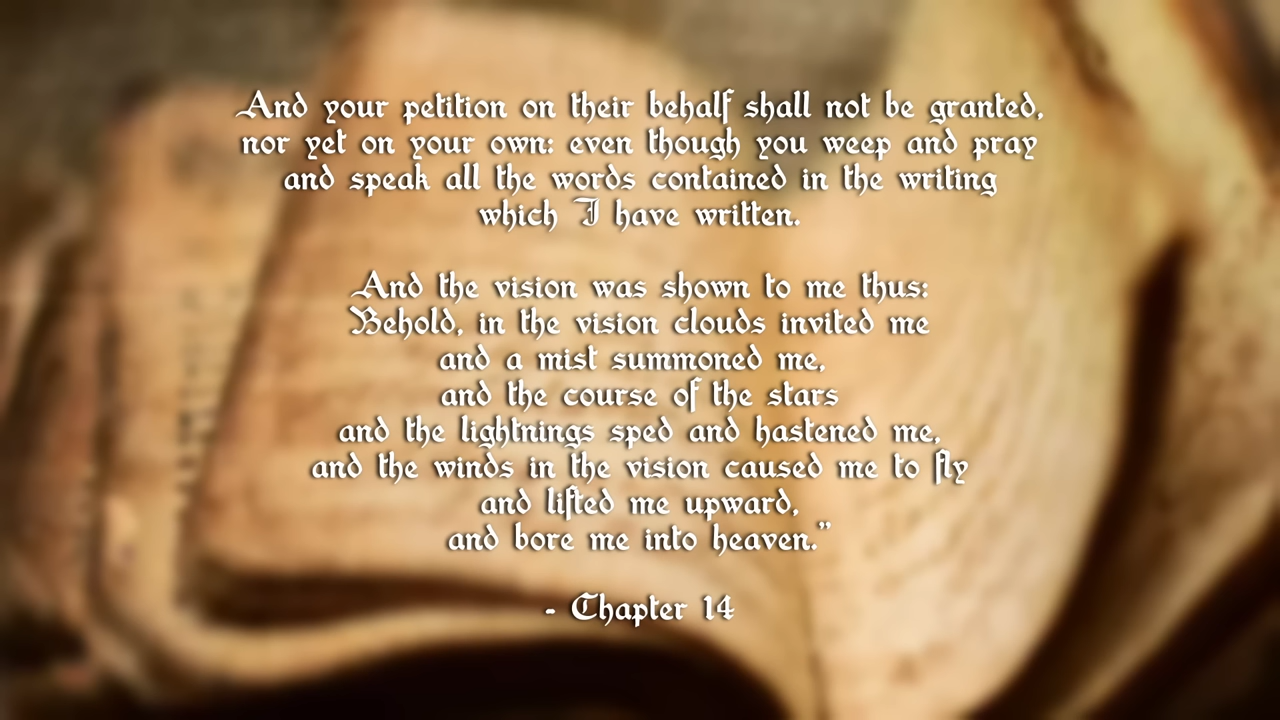 And your petition on their behalf shall not be granted,
nor yet on your own: even though you weep and pray
and speak all the words contained in the writing
which I have written.
And the vision was shown to me thus:
Behold, in the vision clouds invited me
and a mist summoned me,
and the course of the stars
and the lightnings sped and hastened me,
and the winds in the vision caused me to fly
and lifted me upward,
and bore me into heaven.”
- Chapter 14